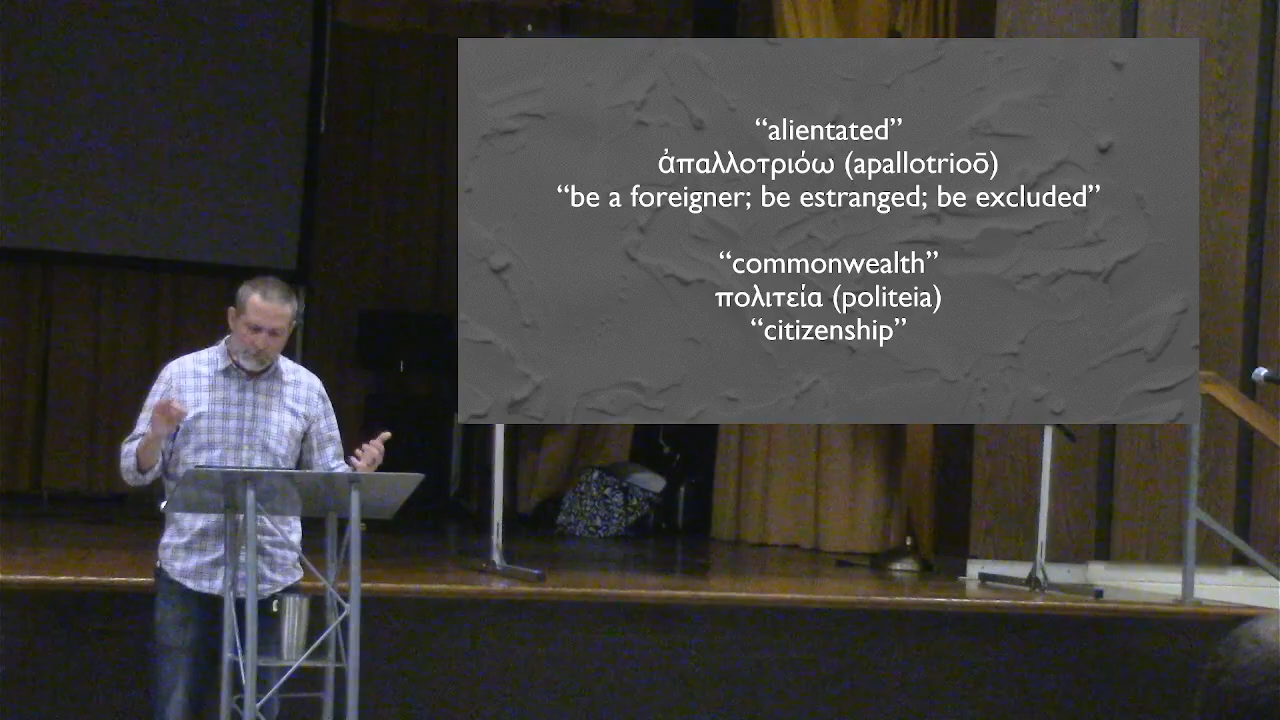 “alientated”
ἀπαλλοτριόω (apallotrioō)
“be a foreigner; be estranged; be excluded”
“commonwealth”
πολιτεία (politeia)
“citizenship”